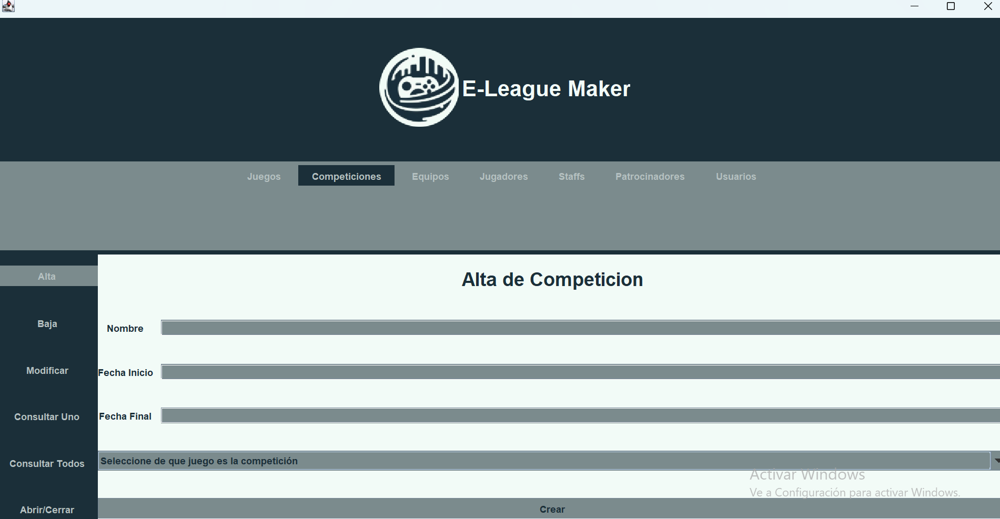 E-League Maker
Juegos Competiciones Equipos Jugadores Staffs Patrocinadores Usuarios
Alta
Baja
Modificar
Consultar Uno
Consultar Todos
Abrir/Cerrar
Alta de Competicion
Nombre
Fecha Inicio
Fecha Final
Seleccione de que juego es la competición
Crear
Activar Windows
Ve a Configuración para activar Windows.